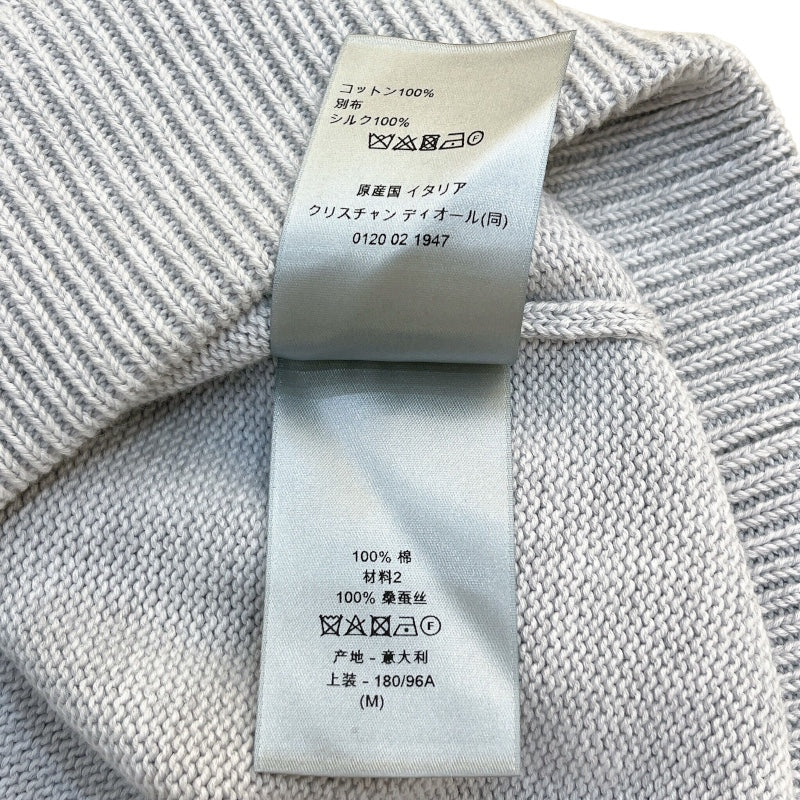 コットン100%
別布
シルク100%
原産国 イタリア
クリスチャン ディオール(同)
0120 02 1947
100% 棉
材料2
100% 桑蚕丝
F
产地 - 意大利
上装 - 180/96A
(M)